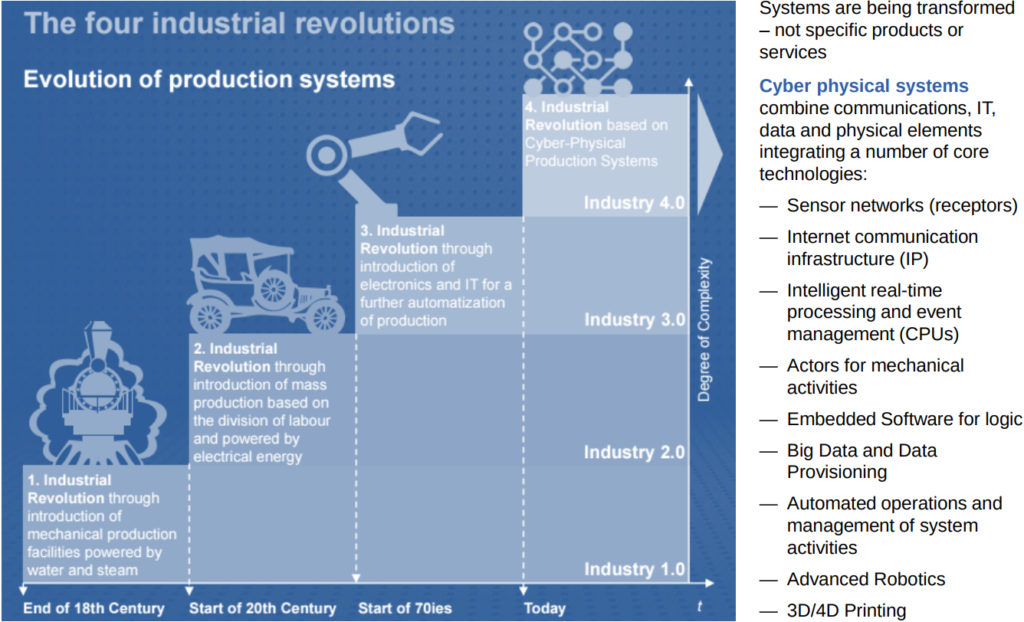 The four industrial revolutions
Evolution of production systems
4. Industrial
Revolution based on
Cyber-Physical
Production Systems
Industry 4.0
3. Industrial
Revolution through
introduction of
electronics and IT for a
further automatization
of production
Industry 3.0
2. Industrial
Revolution through
introduction of mass
production based on
the division of labour
and powered by
electrical energy
Industry 2.0
1. Industrial
Revolution through
introduction of
mechanical production
facilities powered by
water and steam
Industry 1.0
Degree of Complexity
End of 18th Century
Start of 20th Century
Start of 70ies
Today
t
Systems are being transformed
– not specific products or
services
Cyber physical systems
combine communications, IT,
data and physical elements
integrating a number of core
technologies:
— Sensor networks (receptors)
— Internet communication
infrastructure (IP)
— Intelligent real-time
processing and event
management (CPUs)
— Actors for mechanical
activities
— Embedded Software for logic
— Big Data and Data
Provisioning
— Automated operations and
management of system
activities
— Advanced Robotics
— 3D/4D Printing